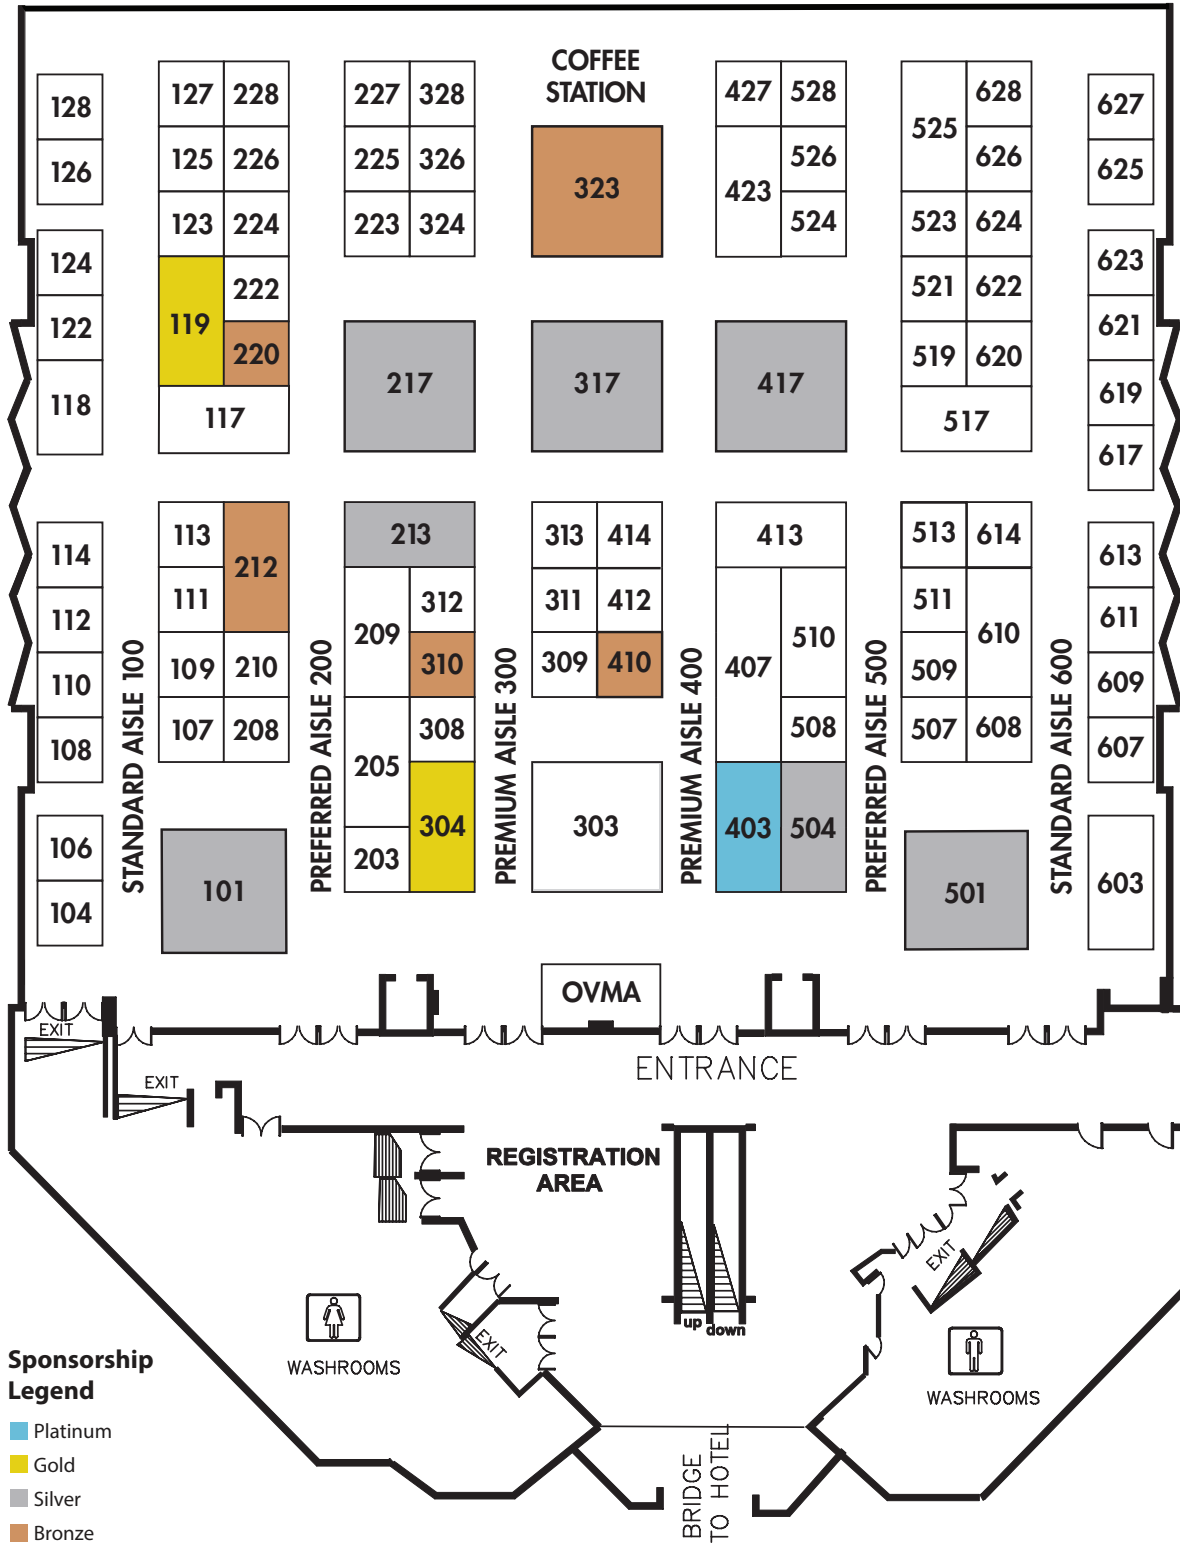 COFFEE
STATION
128
126
124
122
118
114
112
110
108
106
104
127 228
125 226
123 224
119
222
220
117
113
212
111
109 210
107 208
101
227 328
225 326
223 324
217
213
209
312
310
205
308
304
203
323
317
313 414
311 412
309 410
303
OVMA
427 528
423
526
524
417
413
407
510
508
403 504
525
628
626
523 624
521 622
519 620
517
513 614
511
610
509
507 608
501
627
625
623
621
619
617
613
611
609
607
603
STANDARD AISLE 100
PREFERRED AISLE 200
PREMIUM AISLE 300
PREMIUM AISLE 400
PREFERRED AISLE 500
STANDARD AISLE 600
EXIT
EXIT
ENTRANCE
REGISTRATION
AREA
up down
EXIT
EXIT
WASHROOMS
WASHROOMS
BRIDGE
TO HOTEL
Sponsorship
Legend
Platinum
Gold
Silver
Bronze